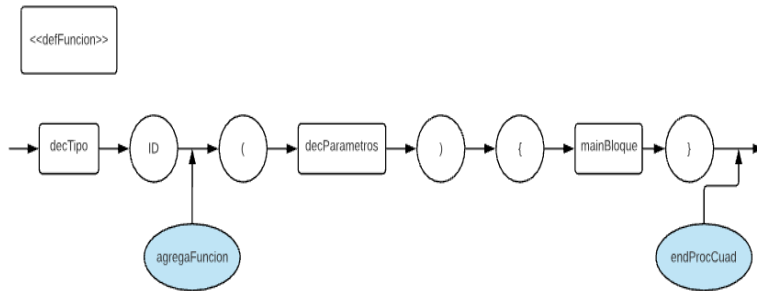 <<defFuncion>>
decTipo ID ( decParametros ) { mainBloque }
agregaFuncion endProcCuad